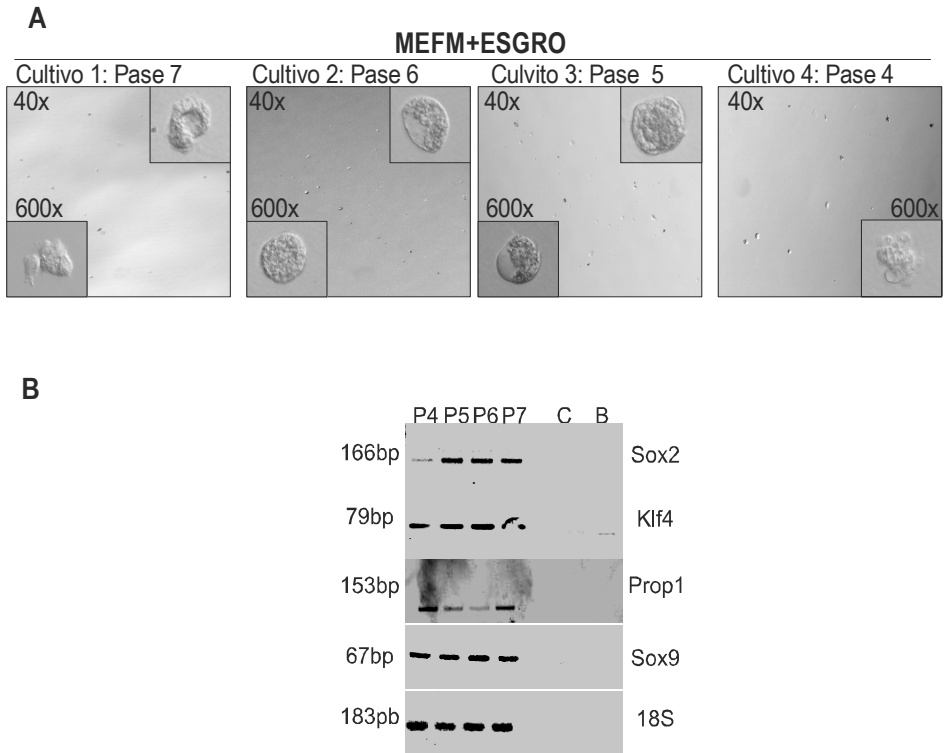 A
MEFM+ESGRO
Cultivo 1: Pase 7
Cultivo 2: Pase 6
Culvito 3: Pase 5
Cultivo 4: Pase 4
40x
40x
40x
40x
600x
600x
600x
600x
B
P4 P5 P6 P7 C B
166bp Sox2
79bp Klf4
153bp Prop1
67bp Sox9
183pb 18S